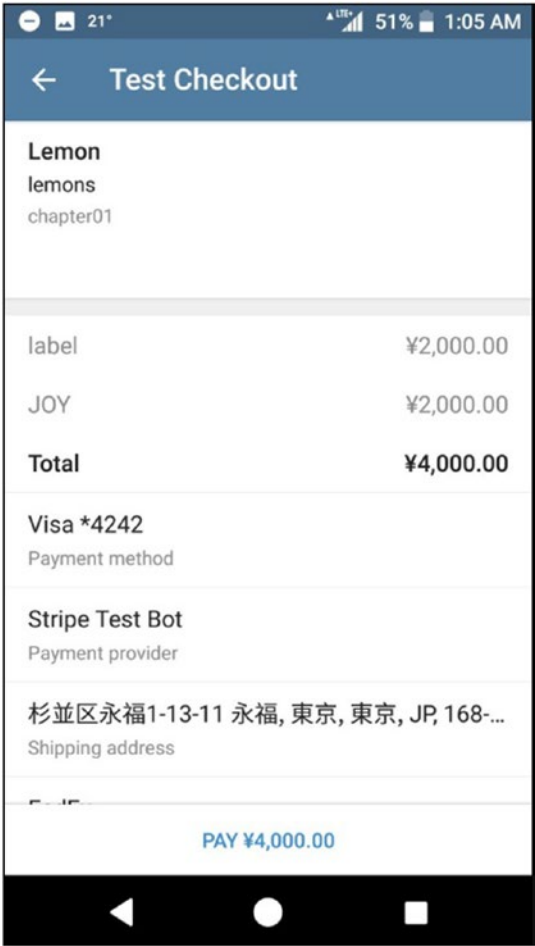 21° LTE+ 51% 1:05 AM
Test Checkout
Lemon
lemons
chapter01
label ¥2,000.00
JOY ¥2,000.00
Total ¥4,000.00
Visa *4242
Payment method
Stripe Test Bot
Payment provider
杉並区永福1-13-11 永福, 東京, 東京, JP, 168-...
Shipping address
PAY ¥4,000.00